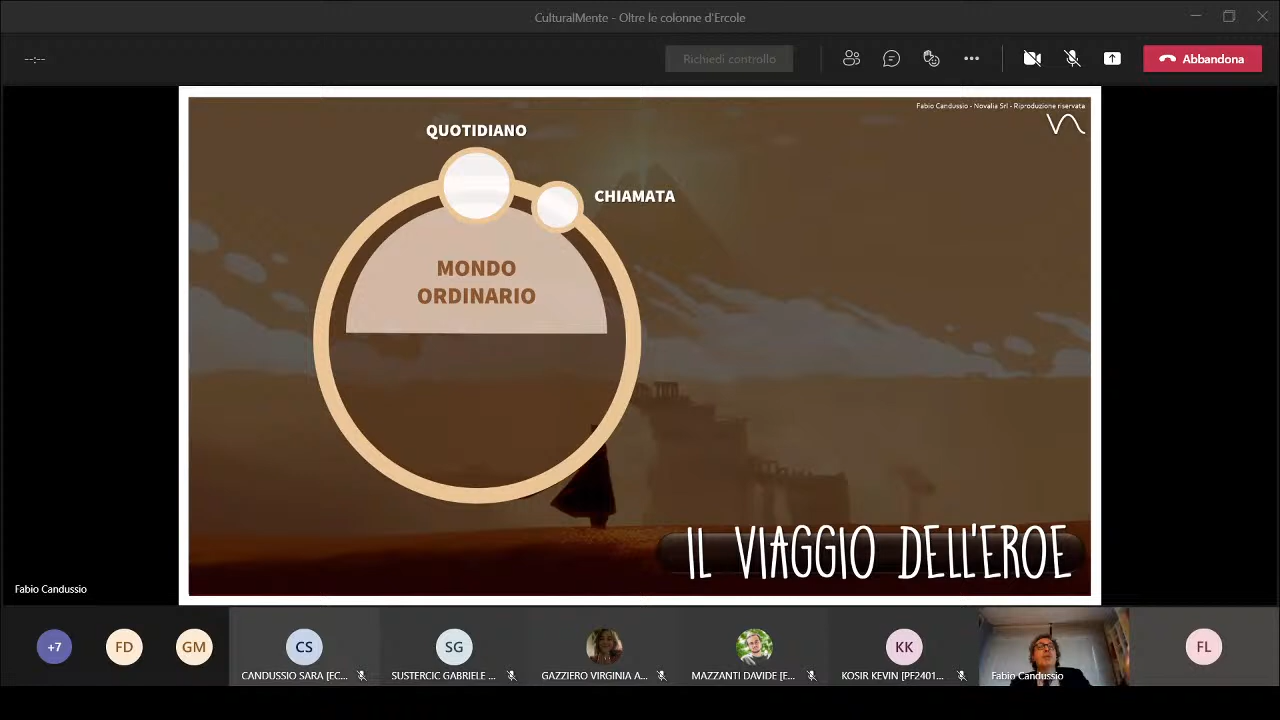 CulturalMente - Oltre le colonne d'Ercole
--:--
Richiedi controllo
Abbandona
Fabio Candussio - Novalia Srl - Riproduzione riservata
QUOTIDIANO
CHIAMATA
MONDO
ORDINARIO
IL VIAGGIO DELL'EROE
Fabio Candussio
+7
FD
GM
CS
SG
KK
FL
CANDUSSIO SARA [EC...
SUSTERCIC GABRIELE ...
GAZZIERO VIRGINIA A...
MAZZANTI DAVIDE [E...
KOSIR KEVIN [PF2401...
Fabio Candussio